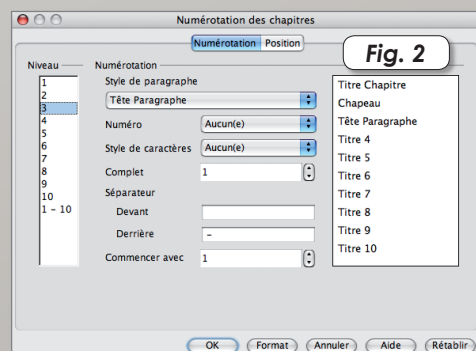 Numérotation des chapitres
Numérotation Position
Fig. 2
Niveau
1
2
3
4
5
6
7
8
9
10
1 – 10
Numérotation
Style de paragraphe
Tête Paragraphe
Numéro Aucun(e)
Style de caractères Aucun(e)
Complet 1
Séparateur
Devant
Derrière –
Commencer avec 1
Titre Chapitre
Chapeau
Tête Paragraphe
Titre 4
Titre 5
Titre 6
Titre 7
Titre 8
Titre 9
Titre 10
OK Format Annuler Aide Rétablir